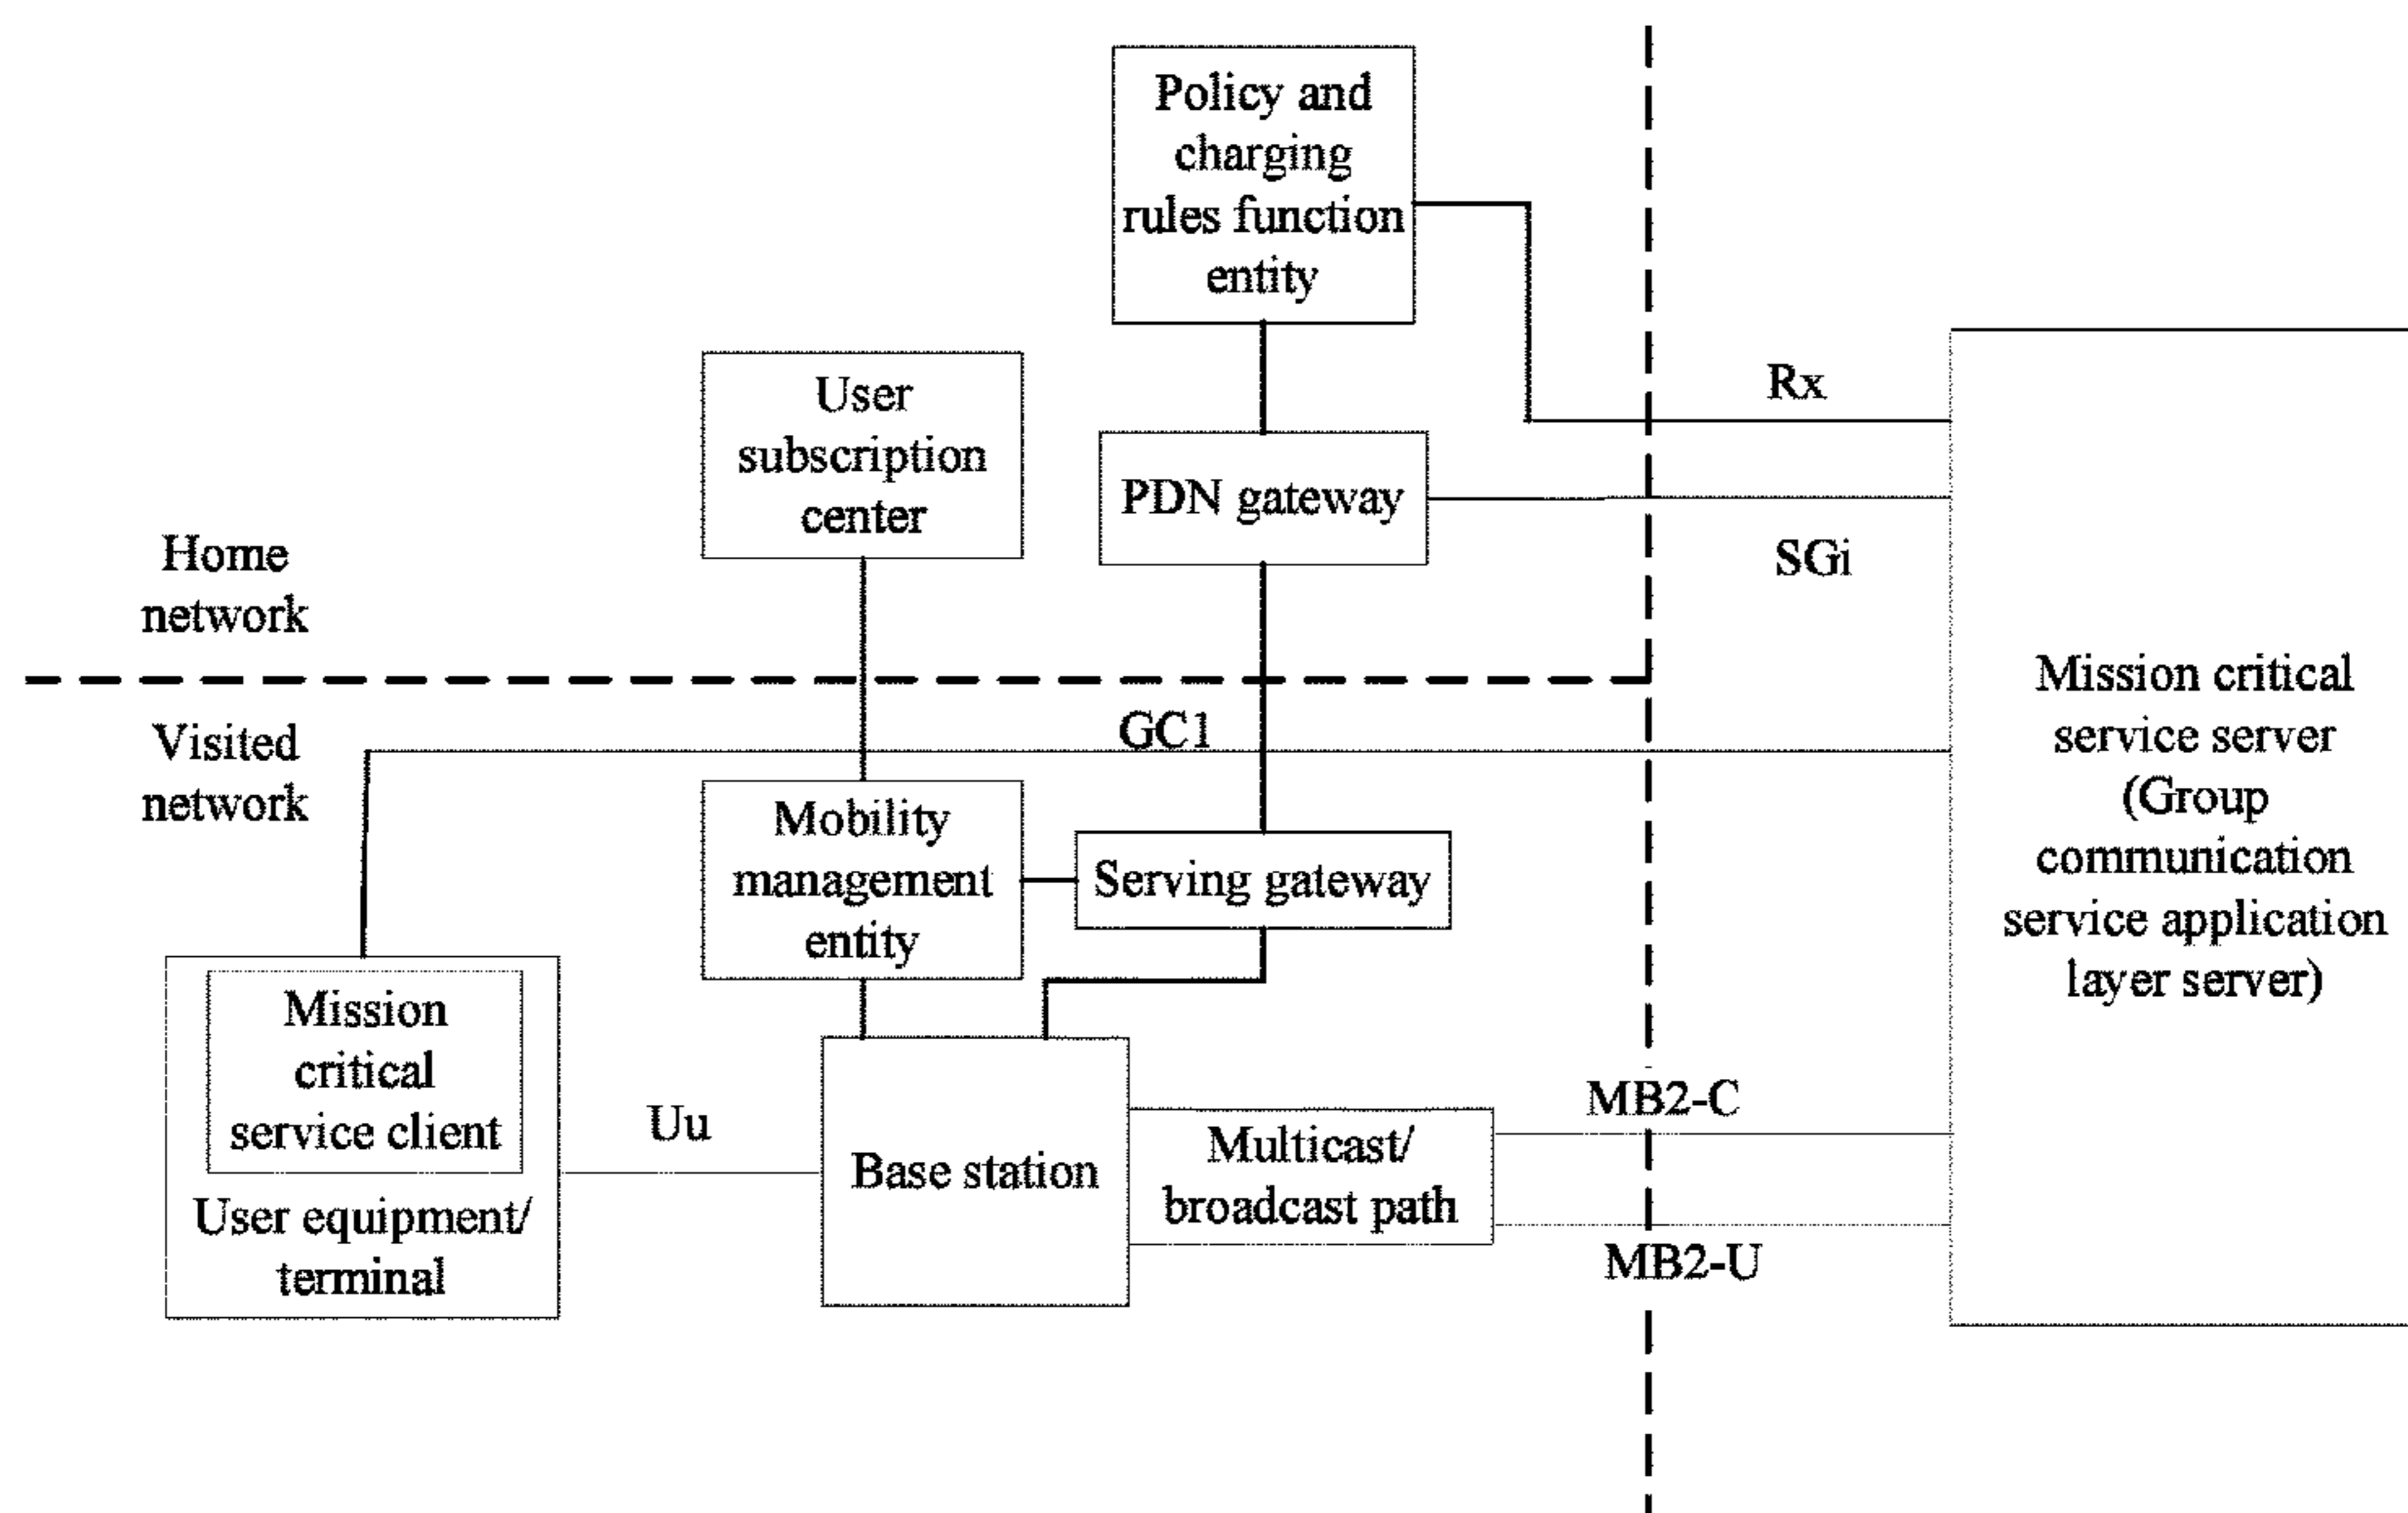 Policy and
charging
rules function
entity
User
subscription
center
Rx
PDN gateway
SGi
Home
network
Visited
network
GC1
Mobility
management
entity
Serving gateway
Mission critical
service server
(Group
communication
service application
layer server)
Mission
critical
service client
User equipment/
terminal
Uu
Base station
Multicast/
broadcast path
MB2-C
MB2-U